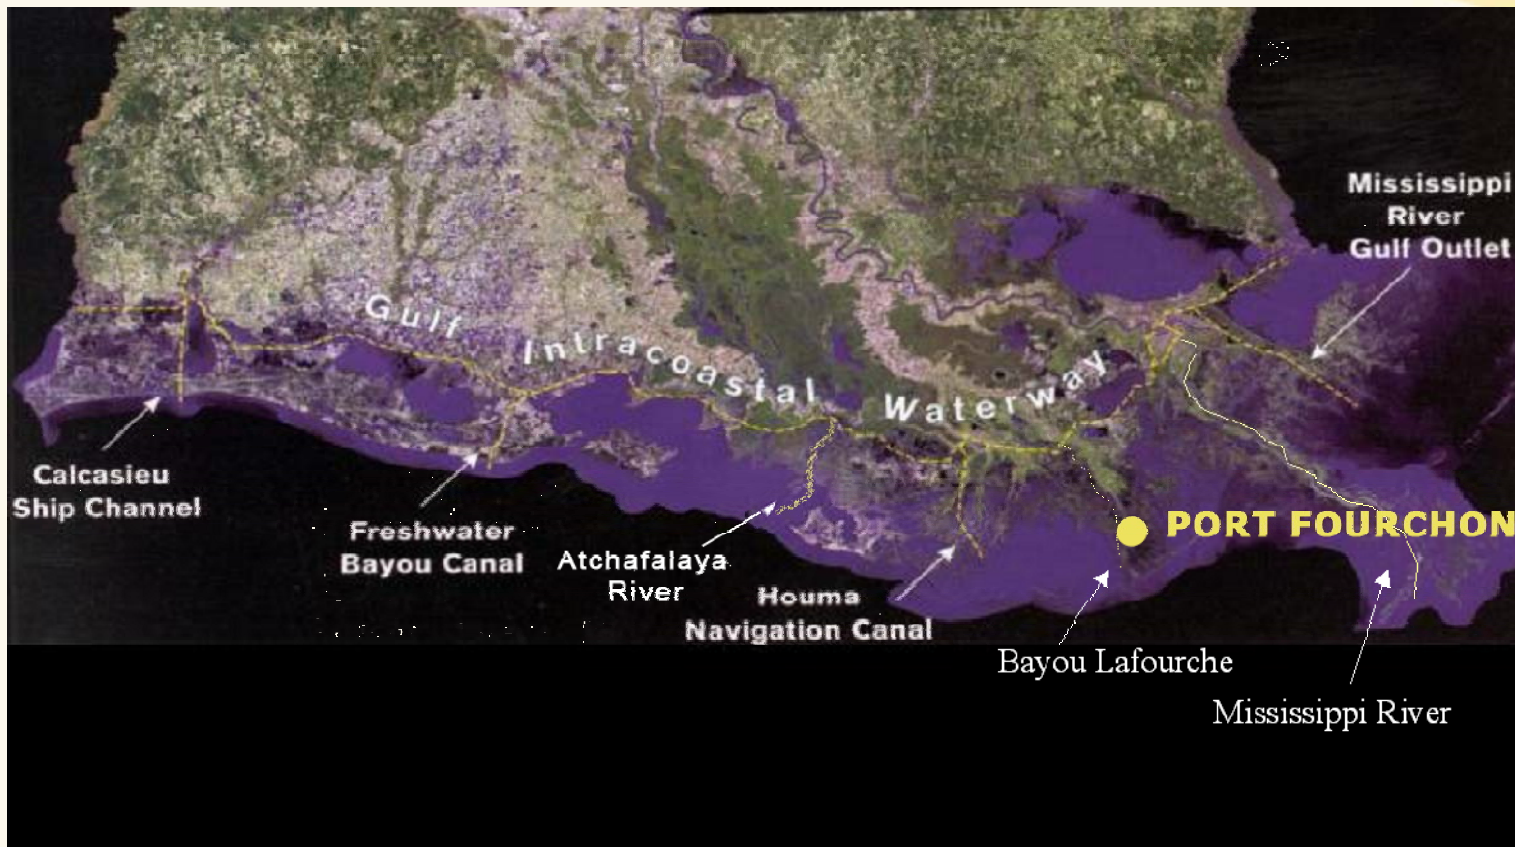 Mississippi
River
Gulf Outlet
Gulf Intracoastal Waterway
Calcasieu
Ship Channel
Freshwater
Bayou Canal
Atchafalaya
River
Houma
Navigation Canal
PORT FOURCHON
Bayou Lafourche
Mississippi River